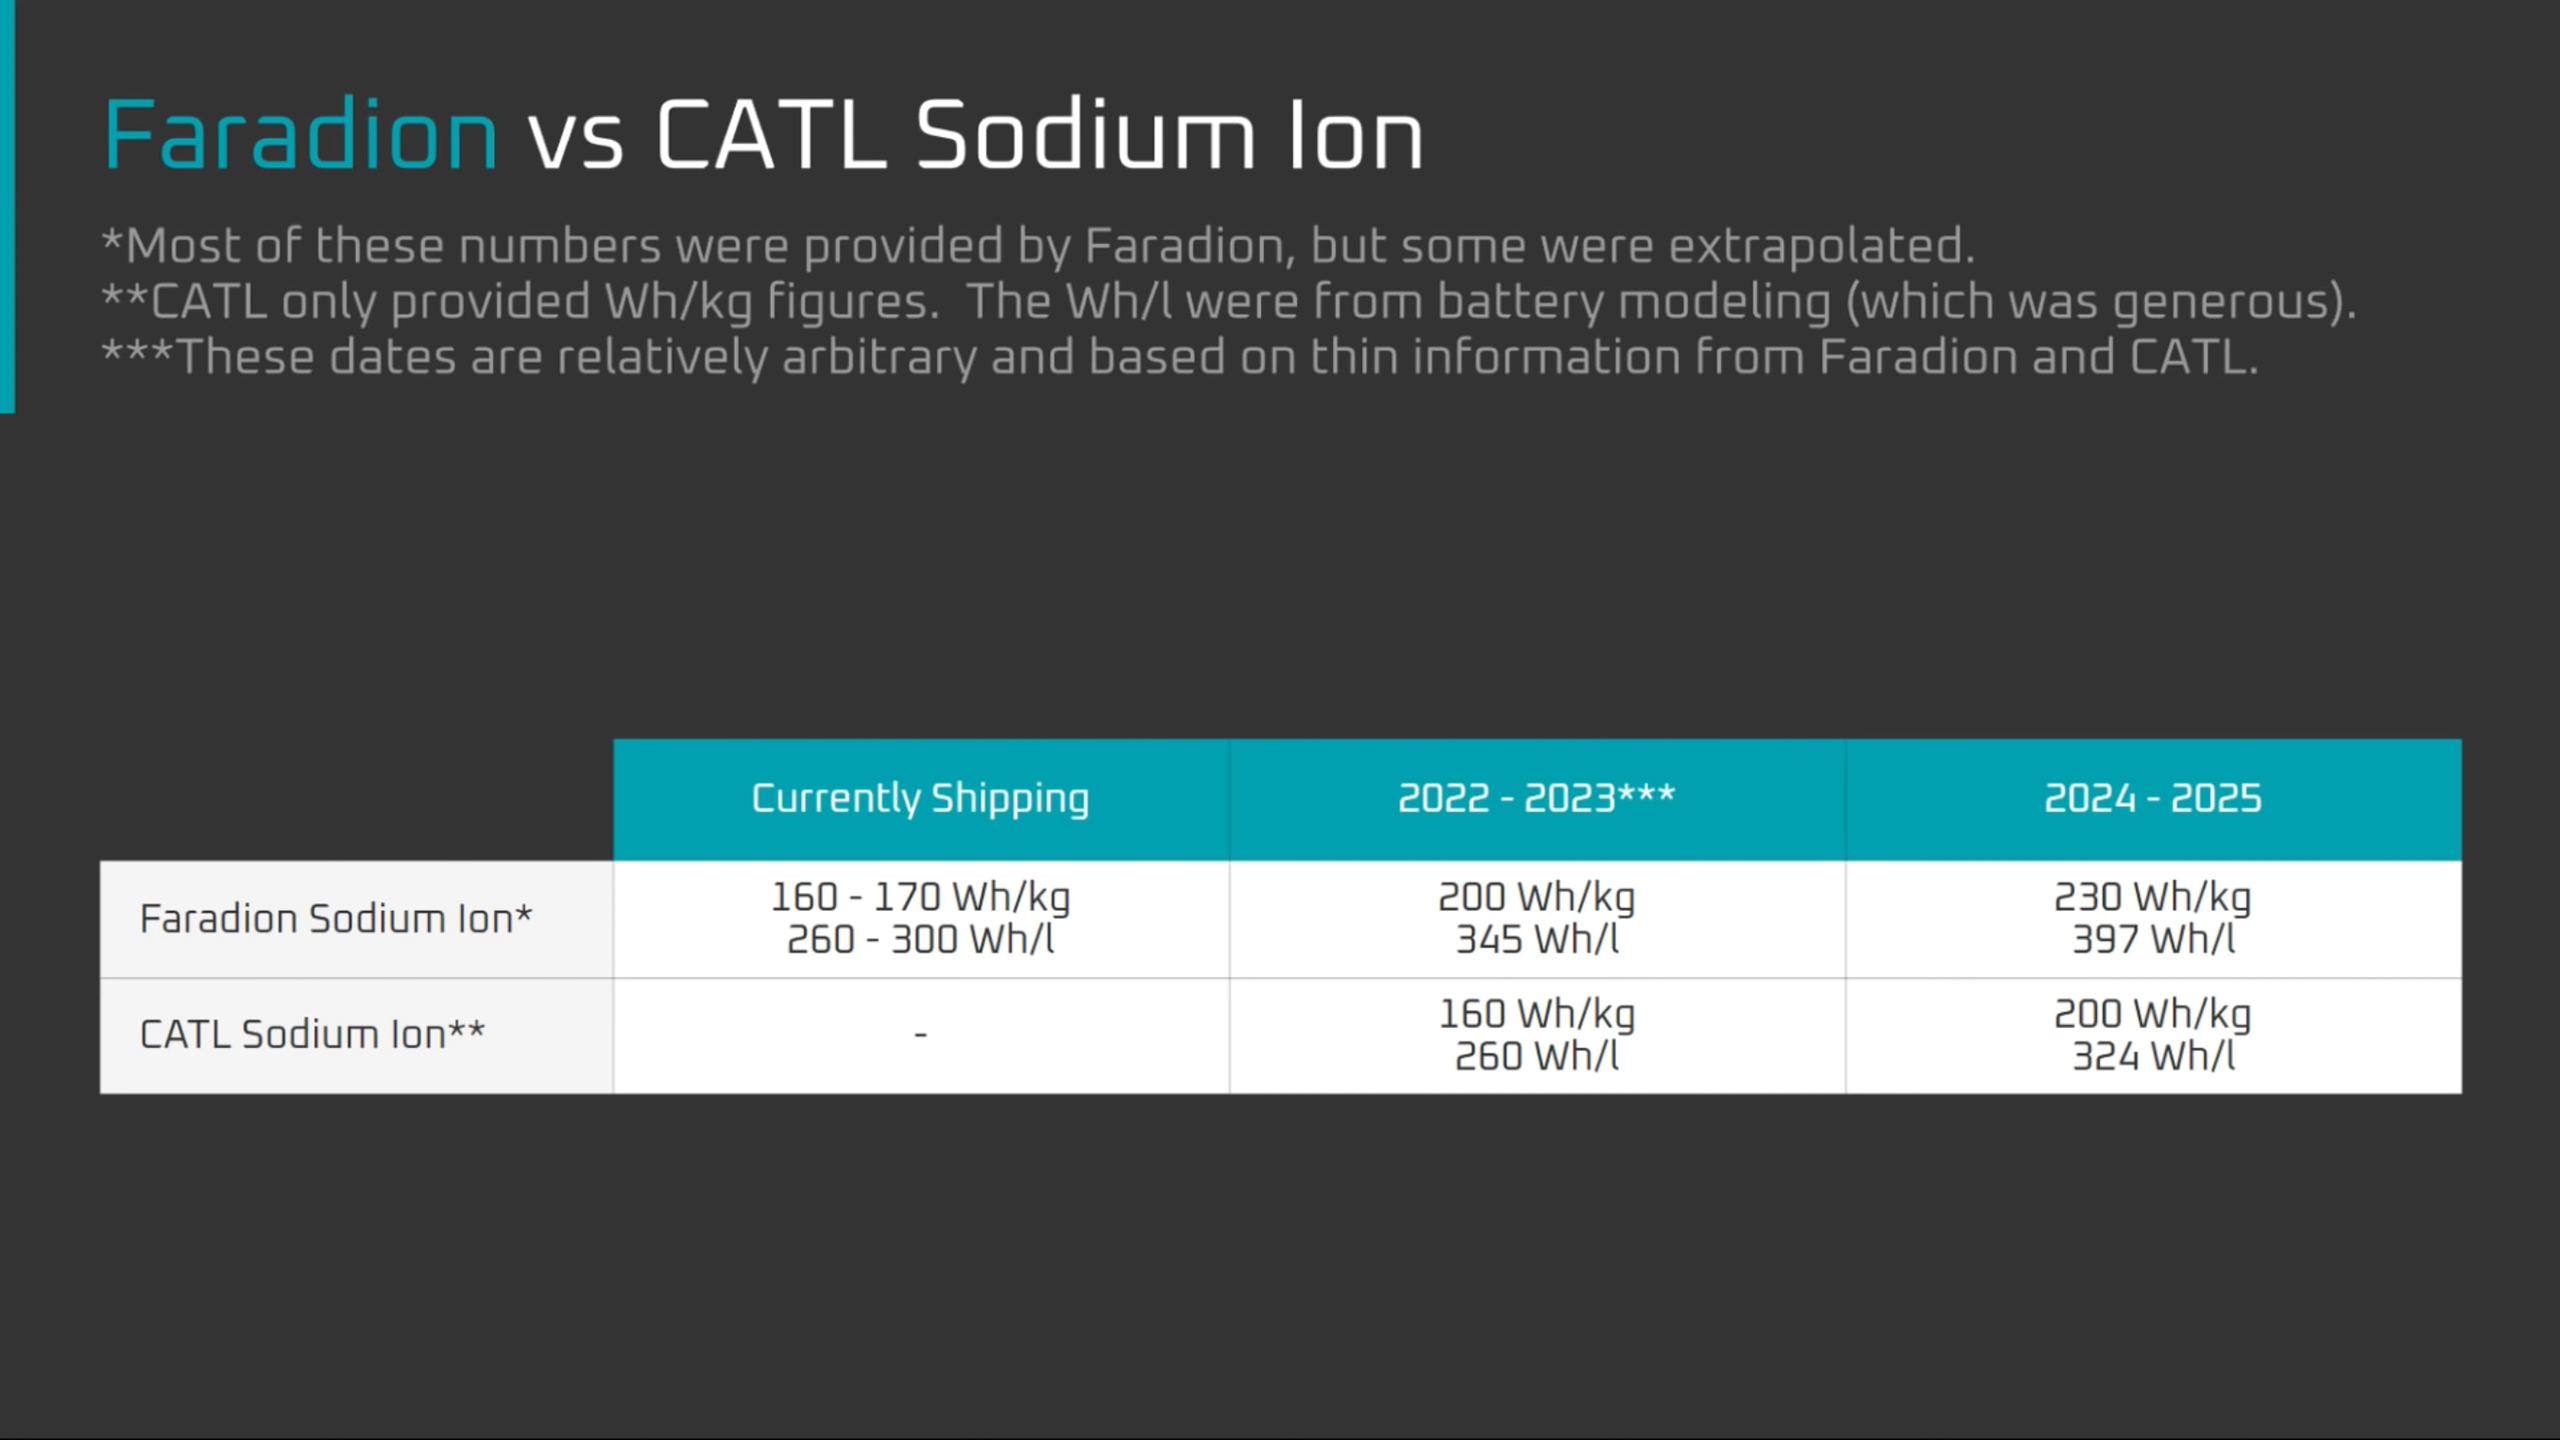 Faradion vs CATL Sodium Ion
*Most of these numbers were provided by Faradion, but some were extrapolated.
**CATL only provided Wh/kg figures.  The Wh/l were from battery modeling (which was generous).
***These dates are relatively arbitrary and based on thin information from Faradion and CATL.
Currently Shipping
2022 - 2023***
2024 - 2025
Faradion Sodium Ion*
160 - 170 Wh/kg
260 - 300 Wh/l
200 Wh/kg
345 Wh/l
230 Wh/kg
397 Wh/l
CATL Sodium Ion**
-
160 Wh/kg
260 Wh/l
200 Wh/kg
324 Wh/l